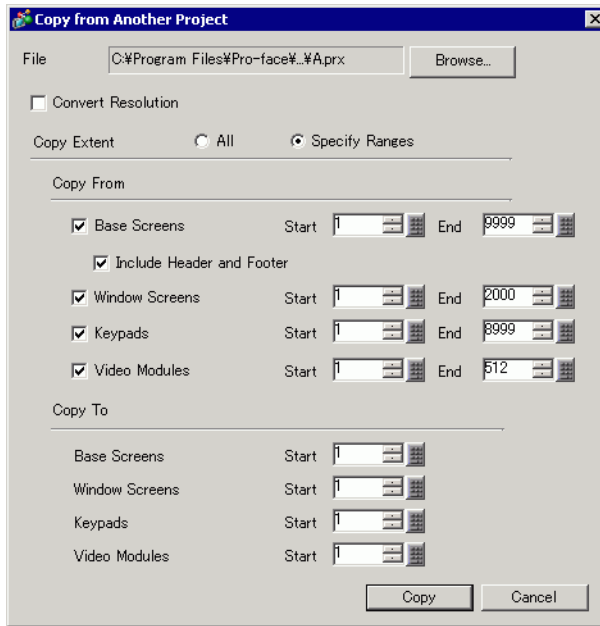 Copy from Another Project
File C:¥Program Files¥Pro-face¥...¥A.prx Browse...
Convert Resolution
Copy Extent All Specify Ranges
Copy From
Base Screens Start 1 End 9999
Include Header and Footer
Window Screens Start 1 End 2000
Keypads Start 1 End 8999
Video Modules Start 1 End 512
Copy To
Base Screens Start 1
Window Screens Start 1
Keypads Start 1
Video Modules Start 1
Copy Cancel